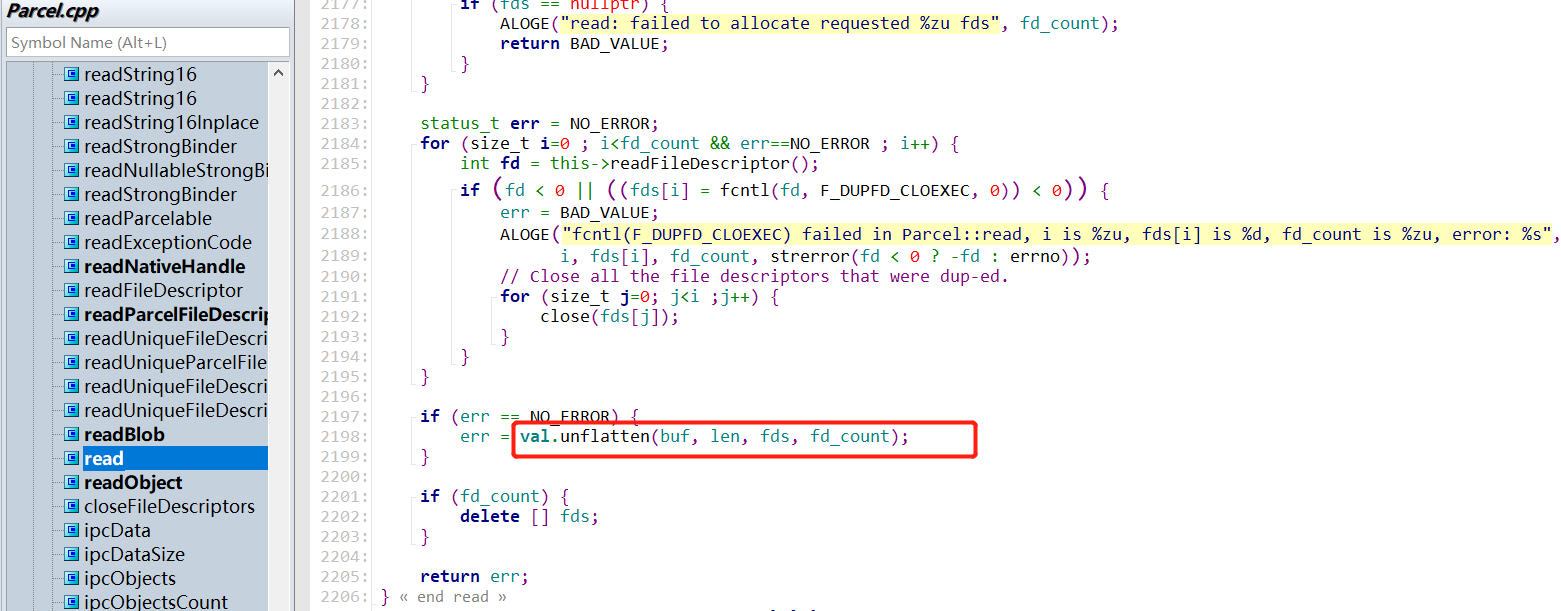 Parcel.cpp
Symbol Name (Alt+L)
readString16
readString16
readString16Inplace
readStrongBinder
readNullableStrongBi
readStrongBinder
readParcelable
readExceptionCode
readNativeHandle
readFileDescriptor
readParcelFileDescrip
readUniqueFileDescri
readUniqueParcelFile
readUniqueFileDescri
readUniqueFileDescri
readBlob
read
readObject
closeFileDescriptors
ipcData
ipcDataSize
ipcObjects
ipcObjectsCount
2177: if (fds == nullptr) {
2178: ALOGE("read: failed to allocate requested %zu fds", fd_count);
2179: return BAD_VALUE;
2180: }
2181: }
2182:
2183: status_t err = NO_ERROR;
2184: for (size_t i=0 ; i<fd_count && err==NO_ERROR ; i++) {
2185: int fd = this->readFileDescriptor();
2186: if (fd < 0 || ((fds[i] = fcntl(fd, F_DUPFD_CLOEXEC, 0)) < 0)) {
2187: err = BAD_VALUE;
2188: ALOGE("fcntl(F_DUPFD_CLOEXEC) failed in Parcel::read, i is %zu, fds[i] is %d, fd_count is %zu, error: %s",
2189: i, fds[i], fd_count, strerror(fd < 0 ? -fd : errno));
2190: // Close all the file descriptors that were dup-ed.
2191: for (size_t j=0; j<i ;j++) {
2192: close(fds[j]);
2193: }
2194: }
2195: }
2196:
2197: if (err == NO_ERROR) {
2198: err = val.unflatten(buf, len, fds, fd_count);
2199: }
2200:
2201: if (fd_count) {
2202: delete [] fds;
2203: }
2204:
2205: return err;
2206: } « end read »